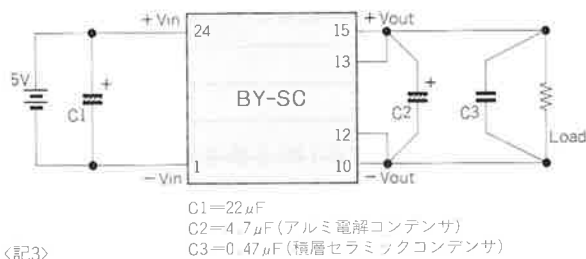 +Vin 24 15 +Vout
13
5V + + 
C1 BY-SC C2 C3
12 Load
−Vin 1 10 −Vout
C1=22μF
C2=4.7μF(アルミ電解コンデンサ)
C3=0.47μF(積層セラミックコンデンサ)
〈記3〉